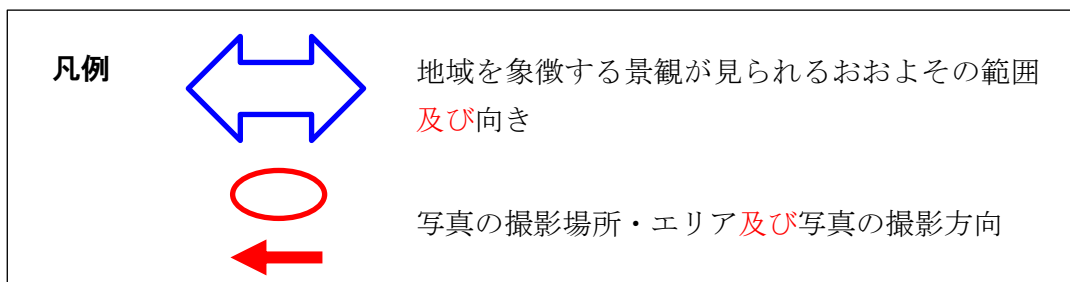 凡例
地域を象徴する景観が見られるおおよその範囲
及び向き
写真の撮影場所・エリア及び写真の撮影方向